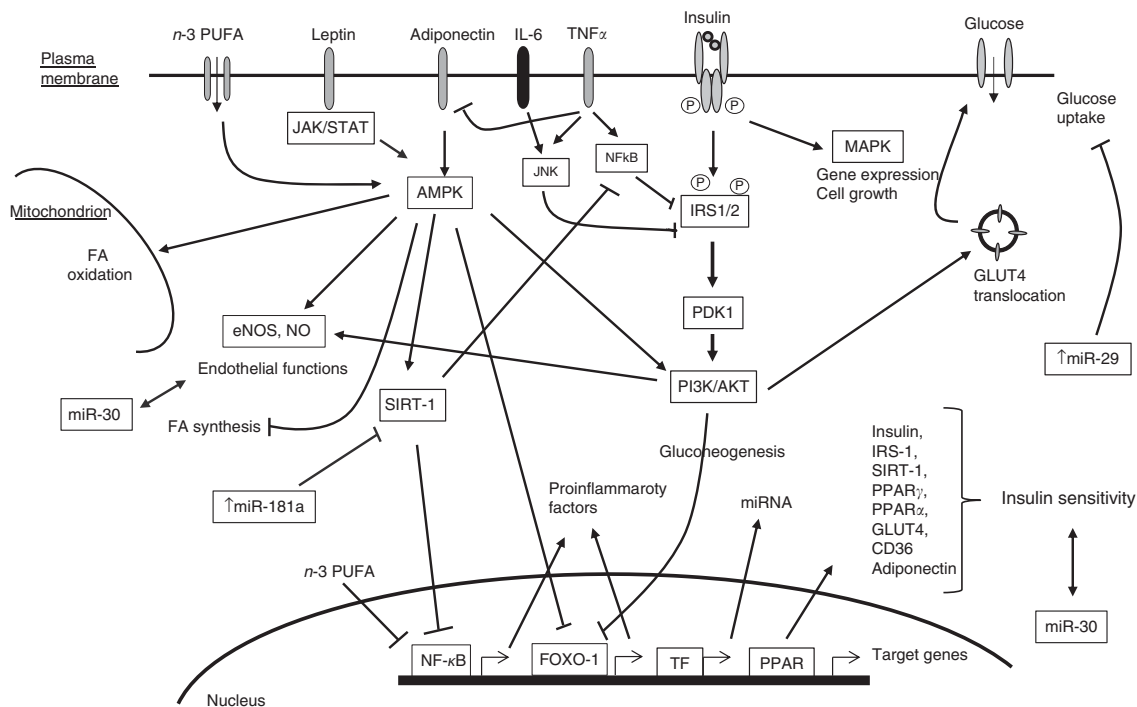 n-3 PUFA
Leptin
Adiponectin
IL-6
TNFα
Insulin
Glucose
Plasma
membrane
P
P
Glucose
uptake
JAK/STAT
JNK
NFkB
MAPK
Gene expression
Cell growth
P
P
AMPK
IRS1/2
Mitochondrion
FA
oxidation
GLUT4
translocation
PDK1
eNOS, NO
Endothelial functions
↑miR-29
PI3K/AKT
miR-30
SIRT-1
FA synthesis
Gluconeogenesis
↑miR-181a
Proinflammaroty
factors
miRNA
Insulin,
IRS-1,
SIRT-1,
PPARγ,
PPARα,
GLUT4,
CD36
Adiponectin
Insulin sensitivity
n-3 PUFA
miR-30
NF-κB
FOXO-1
TF
PPAR
Target genes
Nucleus